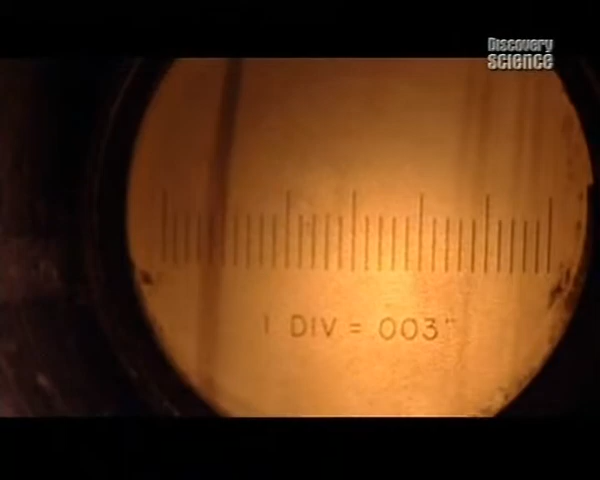 Discovery
SCIENCE
1 DIV = .003"